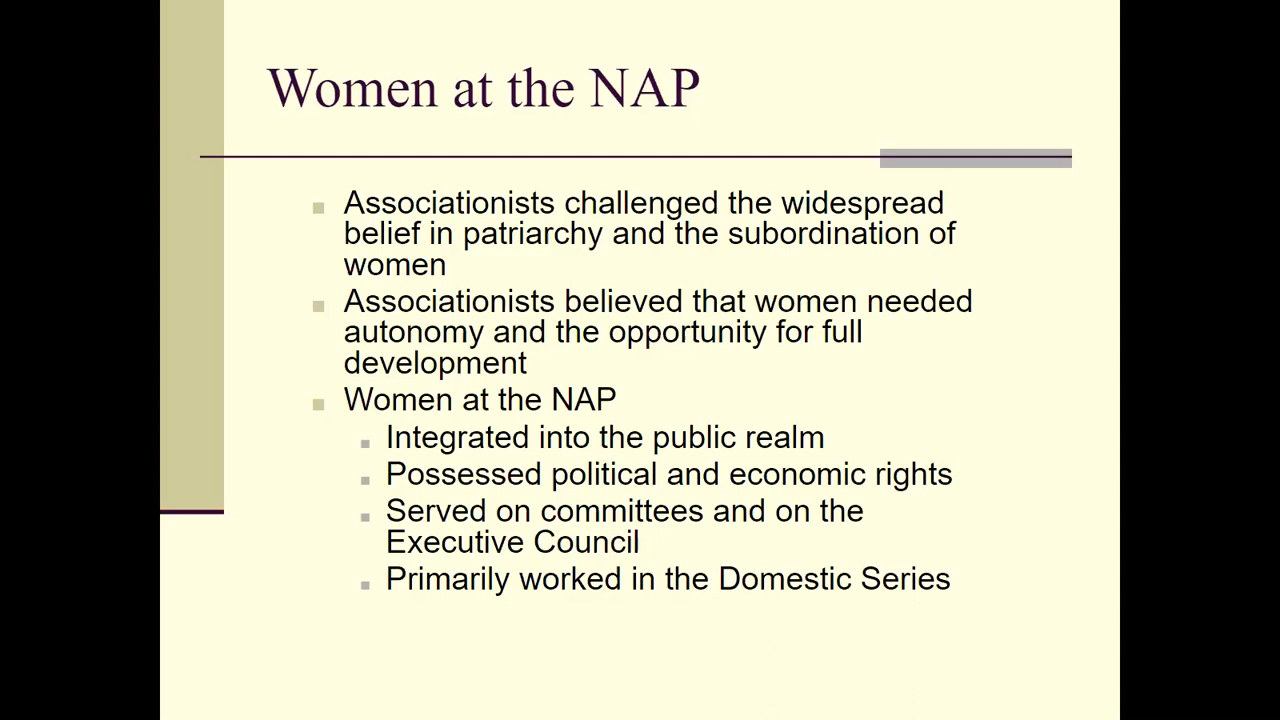 Women at the NAP
Associationists challenged the widespread
belief in patriarchy and the subordination of
women
Associationists believed that women needed
autonomy and the opportunity for full
development
Women at the NAP
Integrated into the public realm
Possessed political and economic rights
Served on committees and on the
Executive Council
Primarily worked in the Domestic Series